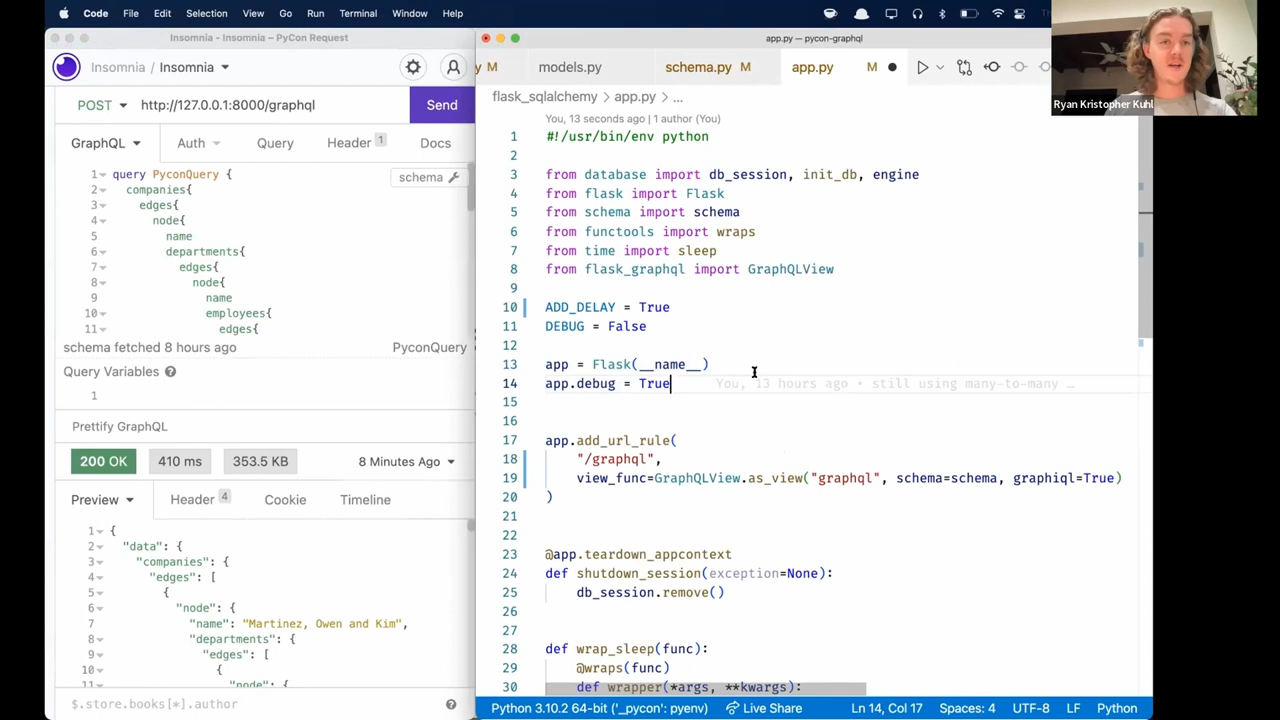 Code File Edit Selection View Go Run Terminal Window Help
Insomnia - Insomnia – PyCon Request
Insomnia / Insomnia
POST http://127.0.0.1:8000/graphql Send
GraphQL Auth Query Header 1 Docs
schema
1 query PyconQuery {
2 companies{
3 edges{
4 node{
5 name
6 departments{
7 edges{
8 node{
9 name
10 employees{
11 edges{
schema fetched 8 hours ago PyconQuery
Query Variables
1
Prettify GraphQL
200 OK 410 ms 353.5 KB 8 Minutes Ago
Preview Header 4 Cookie Timeline
1 {
2 "data": {
3 "companies": {
4 "edges": [
5 {
6 "node": {
7 "name": "Martinez, Owen and Kim",
8 "departments": {
9 "edges": [
10 {
11 "node": {
$.store.books[*].author
app.py — pycon-graphql
y M models.py schema.py M app.py M
flask_sqlalchemy > app.py > ...
You, 13 seconds ago | 1 author (You)
1 #!/usr/bin/env python
2
3 from database import db_session, init_db, engine
4 from flask import Flask
5 from schema import schema
6 from functools import wraps
7 from time import sleep
8 from flask_graphql import GraphQLView
9
10 ADD_DELAY = True
11 DEBUG = False
12
13 app = Flask(__name__)
14 app.debug = True You, 13 hours ago • still using many-to-many …
15
16
17 app.add_url_rule(
18 "/graphql",
19 view_func=GraphQLView.as_view("graphql", schema=schema, graphiql=True)
20 )
21
22
23 @app.teardown_appcontext
24 def shutdown_session(exception=None):
25 db_session.remove()
26
27
28 def wrap_sleep(func):
29 @wraps(func)
30 def wrapper(*args, **kwargs):
Python 3.10.2 64-bit ('_pycon': pyenv) Live Share Ln 14, Col 17 Spaces: 4 UTF-8 LF Python
Ryan Kristopher Kuhl